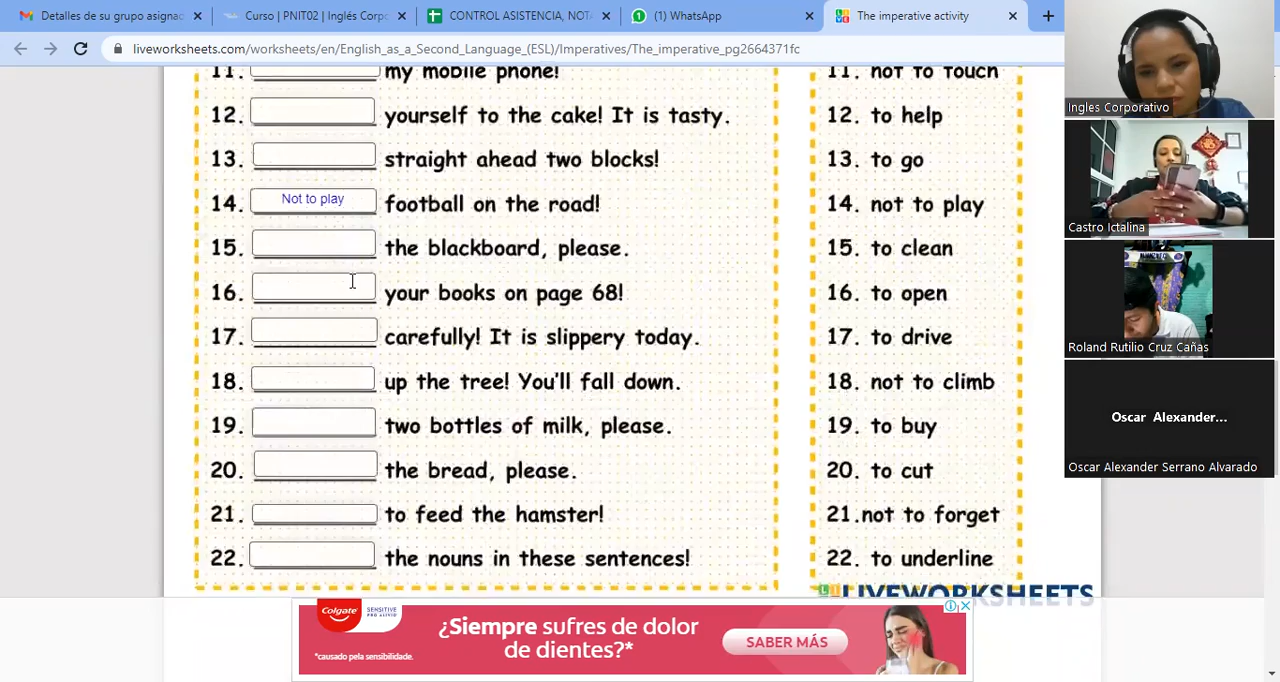 Detalles de su grupo asignac
Curso | PNIT02 | Inglés Corpo
CONTROL ASISTENCIA, NOTA
(1) WhatsApp
The imperative activity
liveworksheets.com/worksheets/en/English_as_a_Second_Language_(ESL)/Imperatives/The_imperative_pg2664371fc
11. my mobile phone! 11. not to touch
12. yourself to the cake! It is tasty. 12. to help
13. straight ahead two blocks! 13. to go
14. Not to play football on the road! 14. not to play
15. the blackboard, please. 15. to clean
16. your books on page 68! 16. to open
17. carefully! It is slippery today. 17. to drive
18. up the tree! You'll fall down. 18. not to climb
19. two bottles of milk, please. 19. to buy
20. the bread, please. 20. to cut
21. to feed the hamster! 21.not to forget
22. the nouns in these sentences! 22. to underline
LIVEWORKSHEETS
Colgate
SENSITIVE
PRO-ALIVIO
*causado pela sensibilidade.
¿Siempre sufres de dolor
de dientes?*
SABER MÁS
Ingles Corporativo
Castro Ictalina
Roland Rutilio Cruz Cañas
Oscar Alexander...
Oscar Alexander Serrano Alvarado